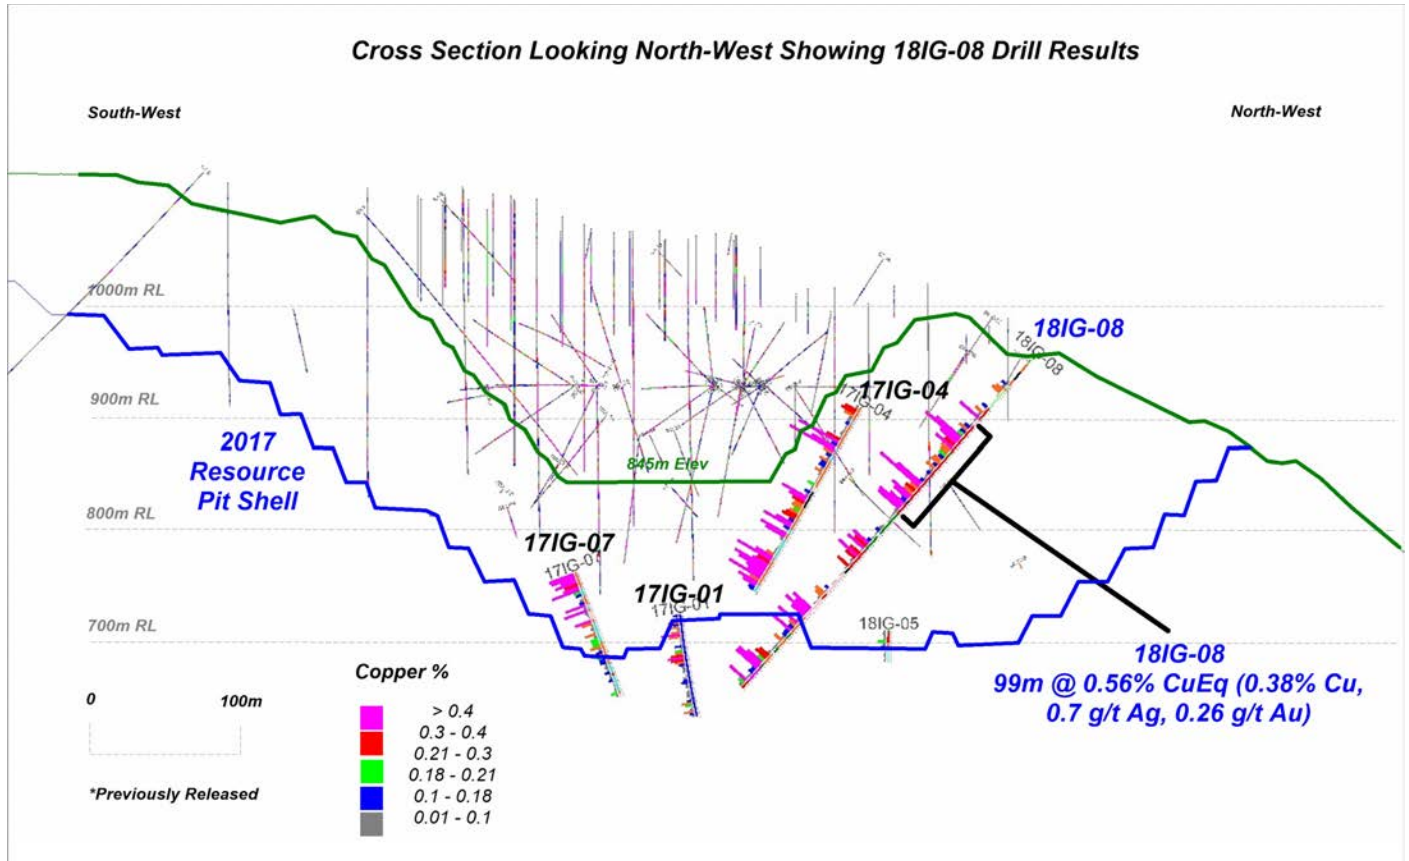 Cross Section Looking North-West Showing 18IG-08 Drill Results
South-West
North-West
1000m RL
18IG-08
18IG-08
17IG-04
17IG-04
900m RL
2017
Resource
Pit Shell
845m Elev
800m RL
17IG-07
17IG-07
17IG-01
17IG-01
18IG-05
700m RL
18IG-08
99m @ 0.56% CuEq (0.38% Cu,
0.7 g/t Ag, 0.26 g/t Au)
Copper %
0
100m
> 0.4
0.3 - 0.4
0.21 - 0.3
0.18 - 0.21
0.1 - 0.18
0.01 - 0.1
*Previously Released